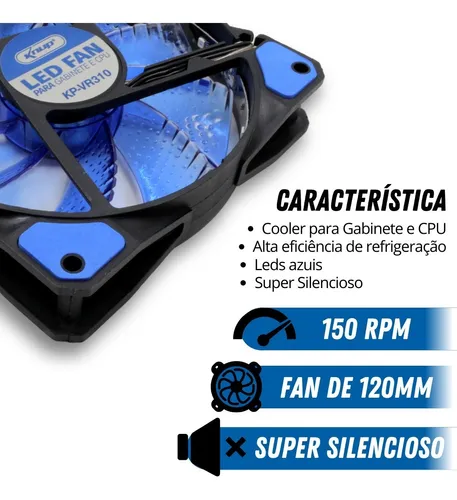 Knup
LED FAN
PARA GABINETE E CPU
KP-VR310
CARACTERÍSTICA
• Cooler para Gabinete e CPU
• Alta eficiência de refrigeração
• Leds azuis
• Super Silencioso
150 RPM
FAN DE 120MM
SUPER SILENCIOSO